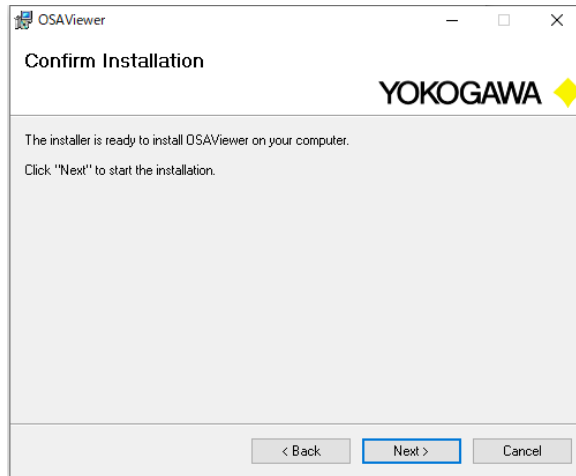 OSAViewer
Confirm Installation
YOKOGAWA
The installer is ready to install OSAViewer on your computer.
Click "Next" to start the installation.
< Back
Next >
Cancel